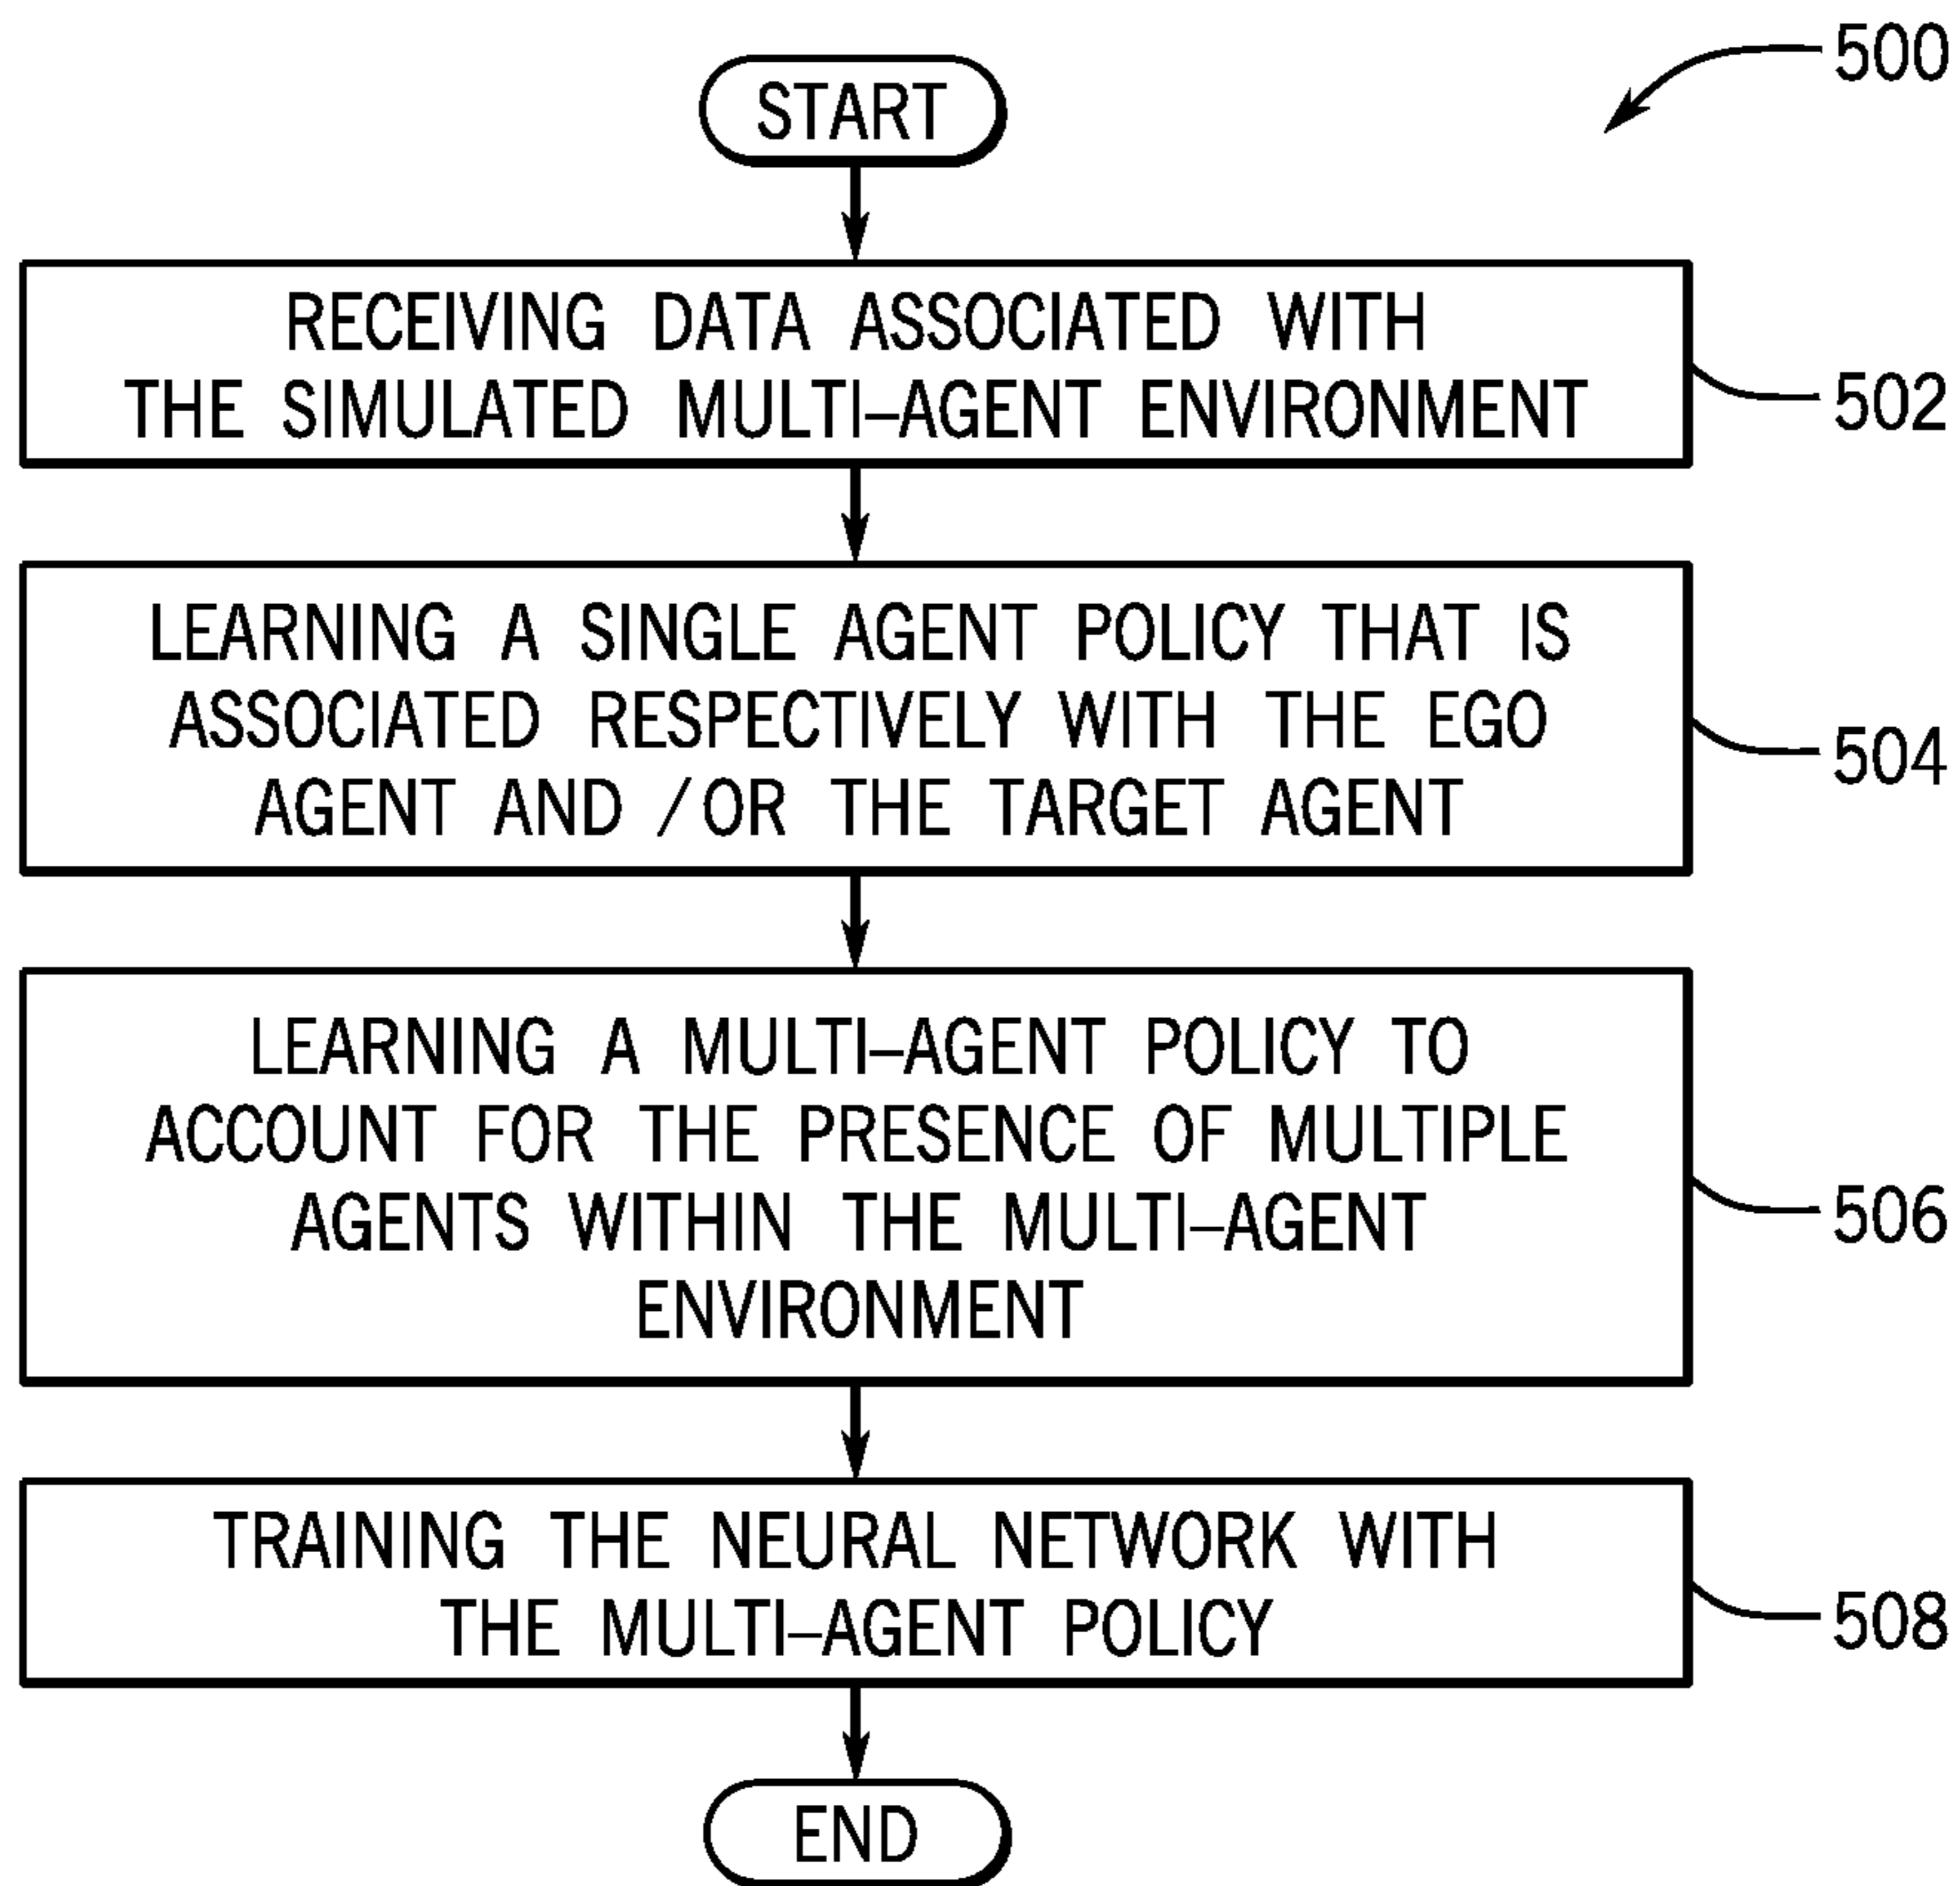 500
START
RECEIVING DATA ASSOCIATED WITH
THE SIMULATED MULTI–AGENT ENVIRONMENT
502
LEARNING A SINGLE AGENT POLICY THAT IS
ASSOCIATED RESPECTIVELY WITH THE EGO
AGENT AND /OR THE TARGET AGENT
504
LEARNING A MULTI–AGENT POLICY TO
ACCOUNT FOR THE PRESENCE OF MULTIPLE
AGENTS WITHIN THE MULTI–AGENT
ENVIRONMENT
506
TRAINING THE NEURAL NETWORK WITH
THE MULTI–AGENT POLICY
508
END